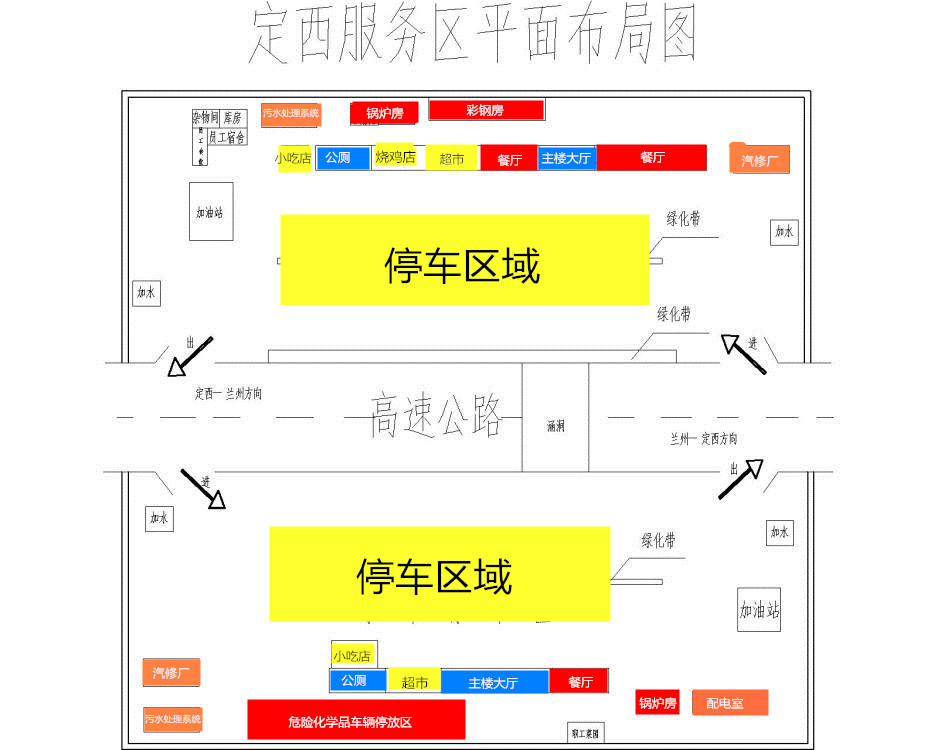 定西服务区平面布局图
杂物间 库房
员工宿舍
污水处理系统
锅炉房
彩钢房
小吃店
公厕
烧鸡店
超市
餐厅
主楼大厅
餐厅
汽修厂
加油站
绿化带
加水
停车区域
加水
绿化带
出
进
定西—兰州方向
高速公路
涵洞
兰州—定西方向
进
出
加水
加水
绿化带
停车区域
加油站
小吃店
汽修厂
公厕
超市
主楼大厅
餐厅
锅炉房
配电室
污水处理系统
危险化学品车辆停放区
职工菜园